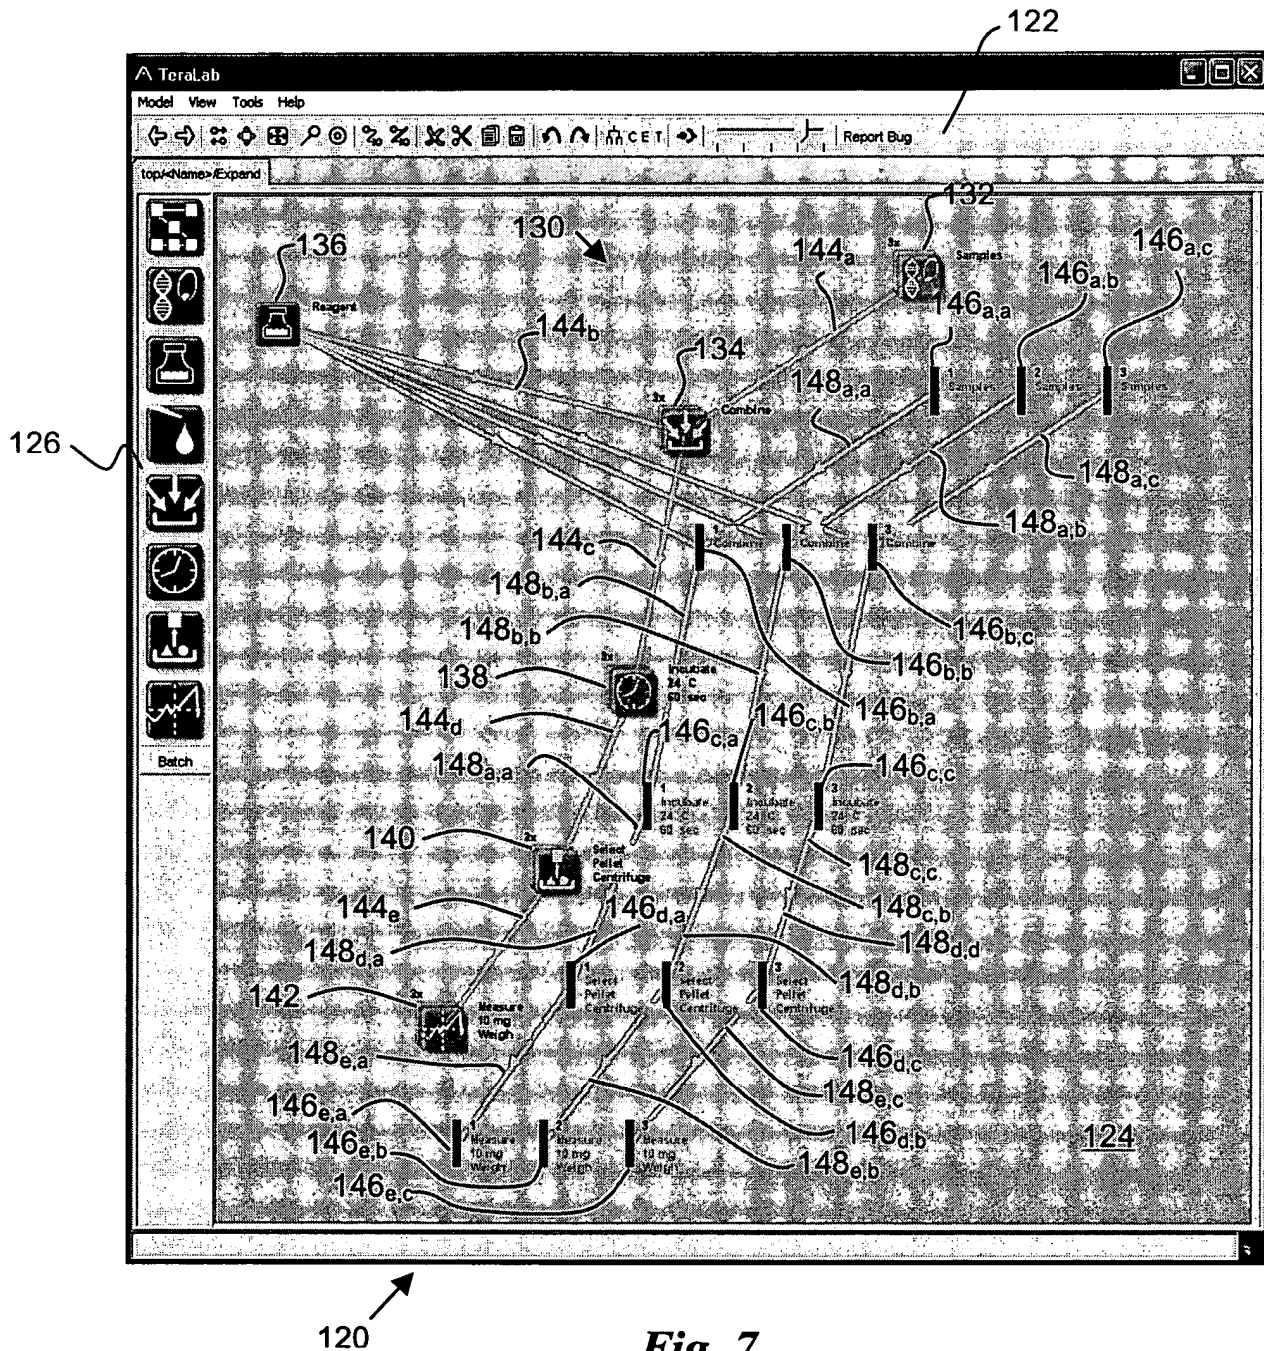 122
TeraLab
Model View Tools Help
C E T Report Bug
top/<Name>/Expand
132
130
136
144a
3x
Samples
146a,c
146a,b
146a,a
Reagent
144b
134
148a,a
1 Samples
2 Samples
3 Samples
3x
Combine
126
148a,c
148a,b
144c
1 Combine
2 Combine
3 Combine
148b,a
148b,b
146b,c
146b,b
138
3x
Incubate
24 C
60 sec
144d
146c,b
146b,a
146c,a
Batch
148a,a
146c,c
1 Incubate
24 C
60 sec
2 Incubate
24 C
60 sec
3 Incubate
24 C
60 sec
140
3x
Select
Pellet
Centrifuge
148c,c
144e
146d,a
148c,b
148d,a
148d,d
148d,b
1 Select
Pellet
Centrifuge
2 Select
Pellet
Centrifuge
3 Select
Pellet
Centrifuge
142
3x
Measure
10 mg
Weigh
148e,a
146d,c
148e,c
146e,a
146d,b
124
146e,b
1 Measure
10 mg
Weigh
2 Measure
10 mg
Weigh
3 Measure
10 mg
Weigh
148e,b
146e,c
120
Fig. 7